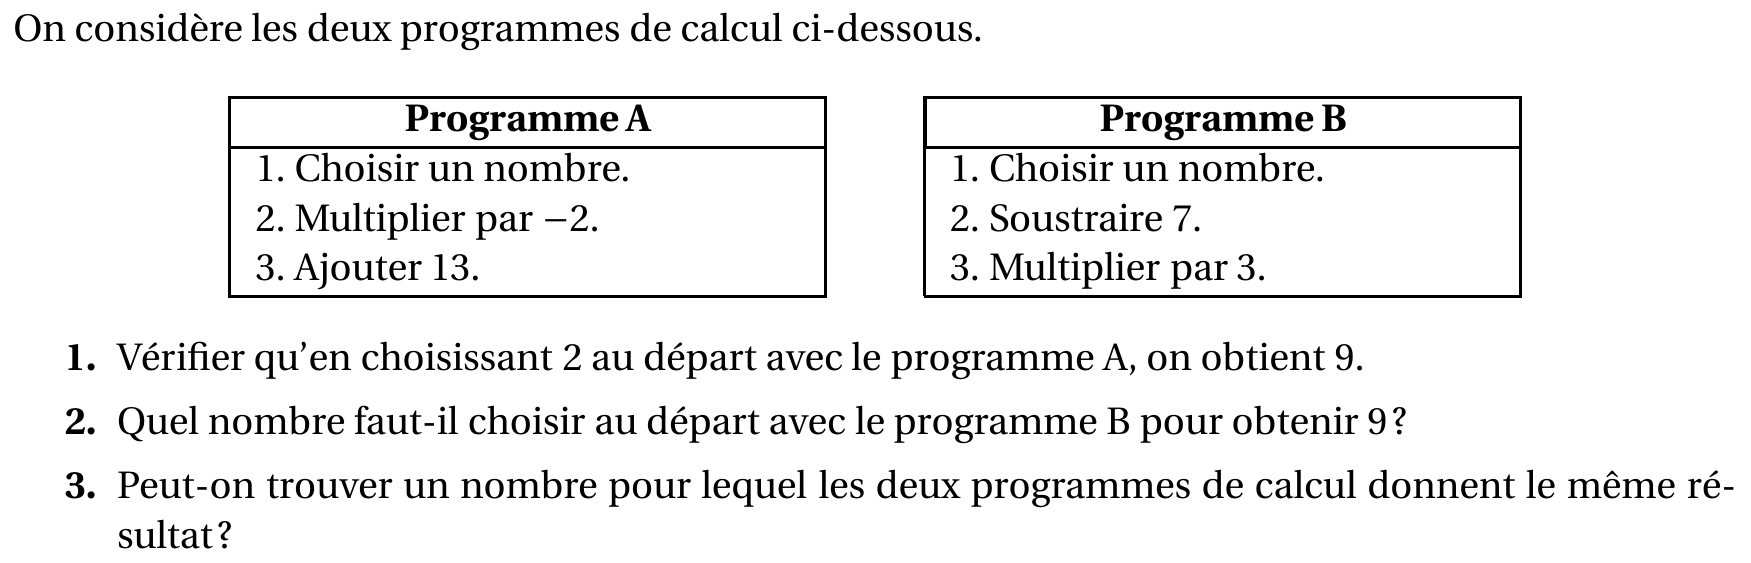 On considère les deux programmes de calcul ci-dessous.
Programme A
1. Choisir un nombre.
2. Multiplier par −2.
3. Ajouter 13.
Programme B
1. Choisir un nombre.
2. Soustraire 7.
3. Multiplier par 3.
1. Vérifier qu’en choisissant 2 au départ avec le programme A, on obtient 9.
2. Quel nombre faut-il choisir au départ avec le programme B pour obtenir 9 ?
3. Peut-on trouver un nombre pour lequel les deux programmes de calcul donnent le même ré-
sultat ?